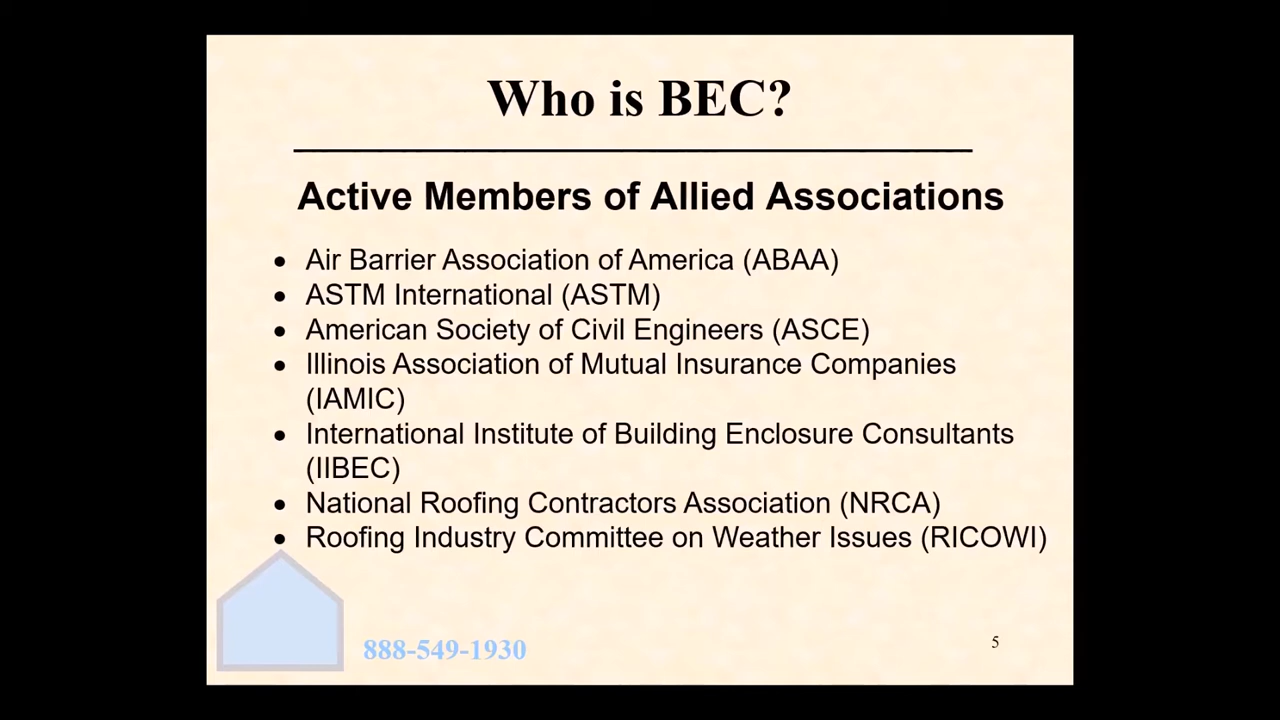 Who is BEC?
Active Members of Allied Associations
• Air Barrier Association of America (ABAA)
• ASTM International (ASTM)
• American Society of Civil Engineers (ASCE)
• Illinois Association of Mutual Insurance Companies
(IAMIC)
• International Institute of Building Enclosure Consultants
(IIBEC)
• National Roofing Contractors Association (NRCA)
• Roofing Industry Committee on Weather Issues (RICOWI)
888-549-1930
5